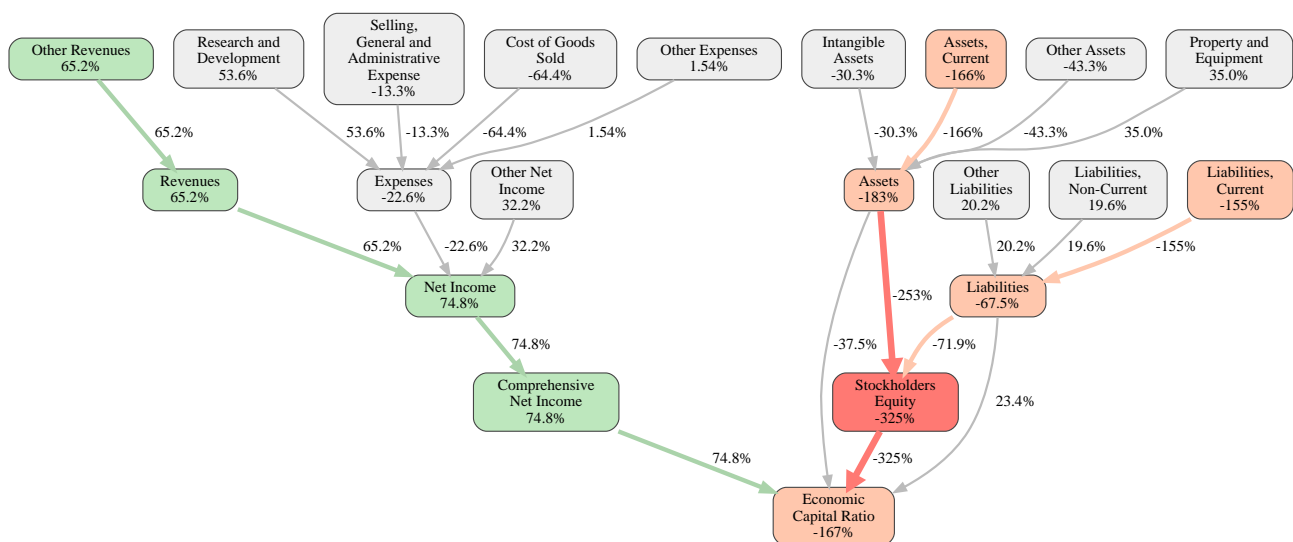 Other Revenues
65.2%
Research and
Development
53.6%
Selling,
General and
Administrative
Expense
-13.3%
Cost of Goods
Sold
-64.4%
Other Expenses
1.54%
Intangible
Assets
-30.3%
Assets,
Current
-166%
Other Assets
-43.3%
Property and
Equipment
35.0%
65.2%
53.6%
-13.3%
-64.4%
1.54%
-30.3%
-166%
-43.3%
35.0%
Revenues
65.2%
Expenses
-22.6%
Other Net
Income
32.2%
Assets
-183%
Other
Liabilities
20.2%
Liabilities,
Non-Current
19.6%
Liabilities,
Current
-155%
65.2%
-22.6%
32.2%
20.2%
19.6%
-155%
Net Income
74.8%
-253%
Liabilities
-67.5%
74.8%
-37.5%
-71.9%
Comprehensive
Net Income
74.8%
Stockholders
Equity
-325%
23.4%
74.8%
-325%
Economic
Capital Ratio
-167%